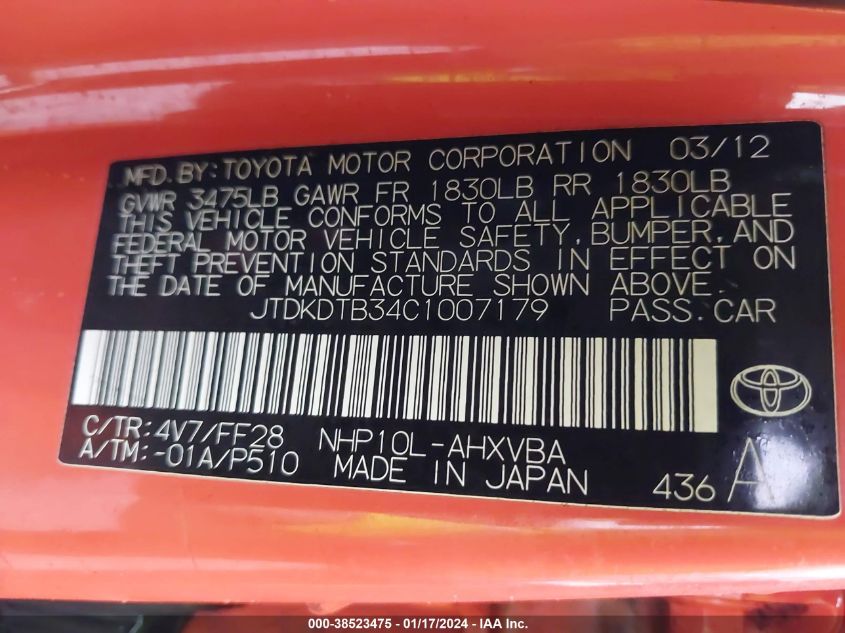 MFD. BY: TOYOTA MOTOR CORPORATION 03/12
GVWR 3475LB GAWR FR 1830LB RR 1830LB
THIS VEHICLE CONFORMS TO ALL APPLICABLE
FEDERAL MOTOR VEHICLE SAFETY, BUMPER, AND
THEFT PREVENTION STANDARDS IN EFFECT ON
THE DATE OF MANUFACTURE SHOWN ABOVE.
JTDKDTB34C1007179 PASS. CAR
C/TR: 4V7/FF28 NHP10L-AHXVBA
A/TM: -01A/P510 MADE IN JAPAN 436 A
000-38523475 - 01/17/2024 - IAA Inc.